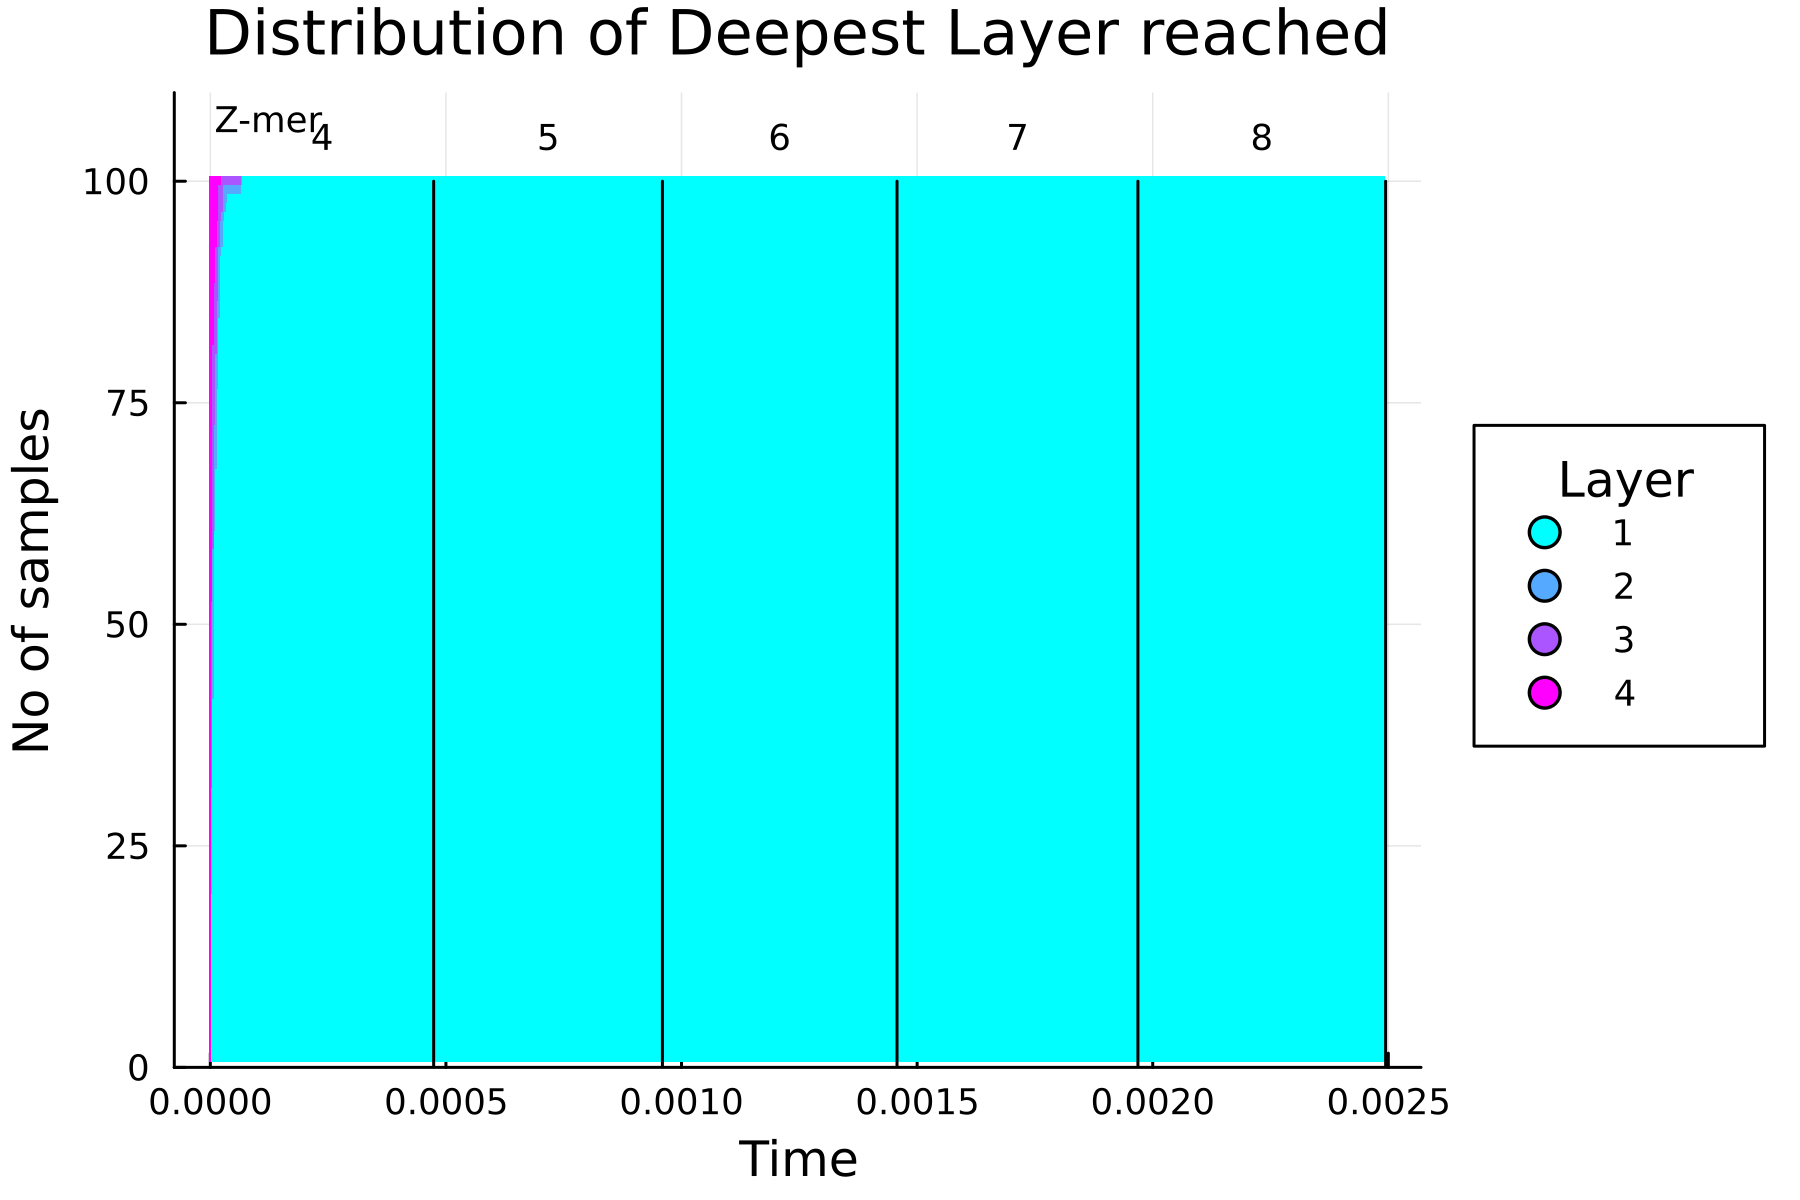 Distribution of Deepest Layer reached
Z-mer
4 5 6 7 8
100
75
50
25
0
No of samples
0.0000 0.0005 0.0010 0.0015 0.0020 0.0025
Time
Layer
1
2
3
4